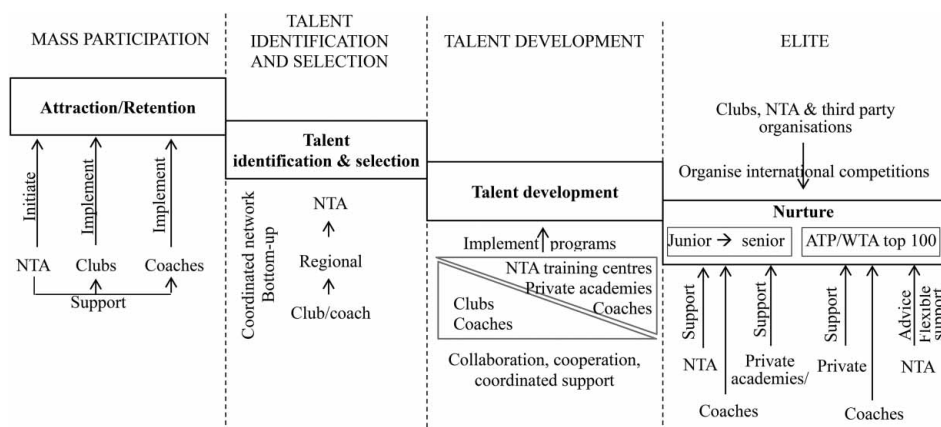 MASS PARTICIPATION
TALENT
IDENTIFICATION
AND SELECTION
TALENT DEVELOPMENT
ELITE
Attraction/Retention
Initiate
Implement
Implement
NTA
Clubs
Coaches
Support
Talent
identification & selection
Coordinated network
Bottom-up
NTA
Regional
Club/coach
Talent development
Implement programs
NTA training centres
Private academies
Coaches
Clubs
Coaches
Collaboration, cooperation,
coordinated support
Clubs, NTA & third party
organisations
Organise international competitions
Nurture
Junior senior
ATP/WTA top 100
Support
Support
Support
Advice
Flexible
support
NTA
Private
academies/
Private
NTA
Coaches
Coaches